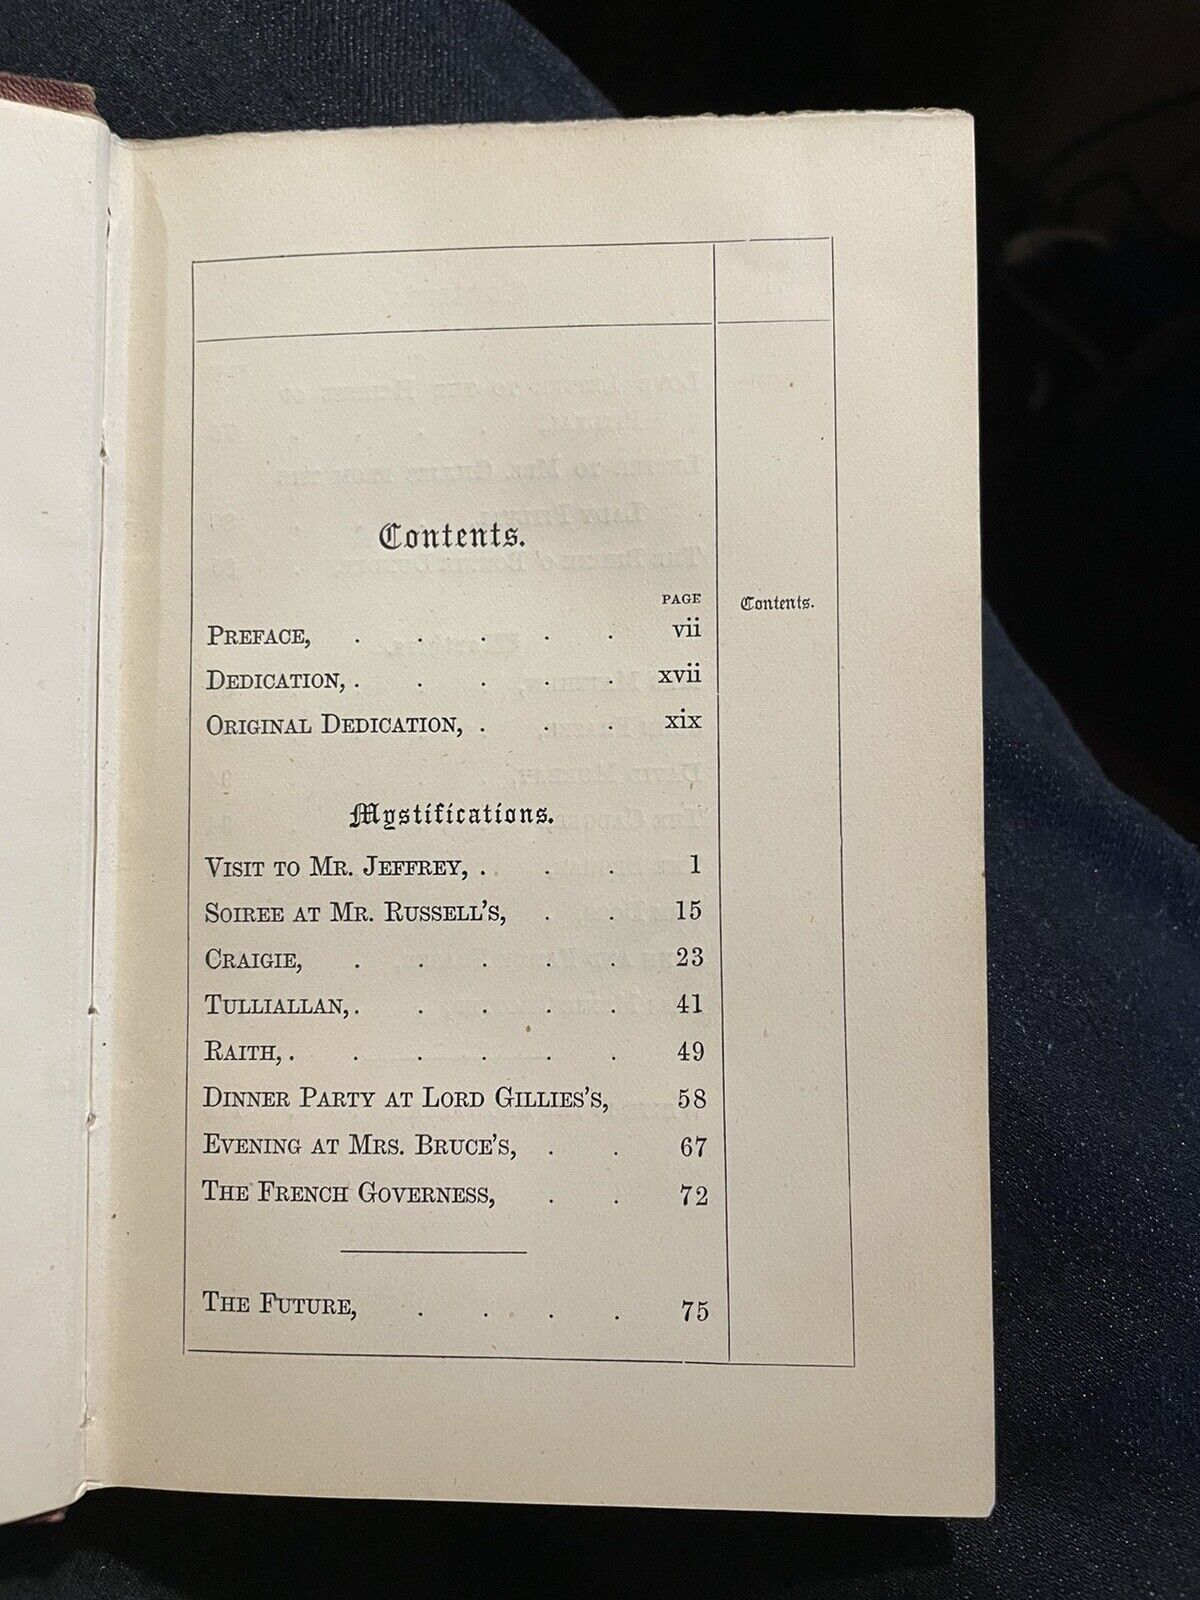 Contents.
PAGE
Contents.
PREFACE, . . . . . vii
DEDICATION, . . . . . xvii
ORIGINAL DEDICATION, . . . xix
Mystifications.
VISIT TO MR. JEFFREY, . . . 1
SOIREE AT MR. RUSSELL'S, . . 15
CRAIGIE, . . . . . 23
TULLIALLAN, . . . . . 41
RAITH, . . . . . . 49
DINNER PARTY AT LORD GILLIES'S, 58
EVENING AT MRS. BRUCE'S, . . 67
THE FRENCH GOVERNESS, . . 72
THE FUTURE, . . . . 75